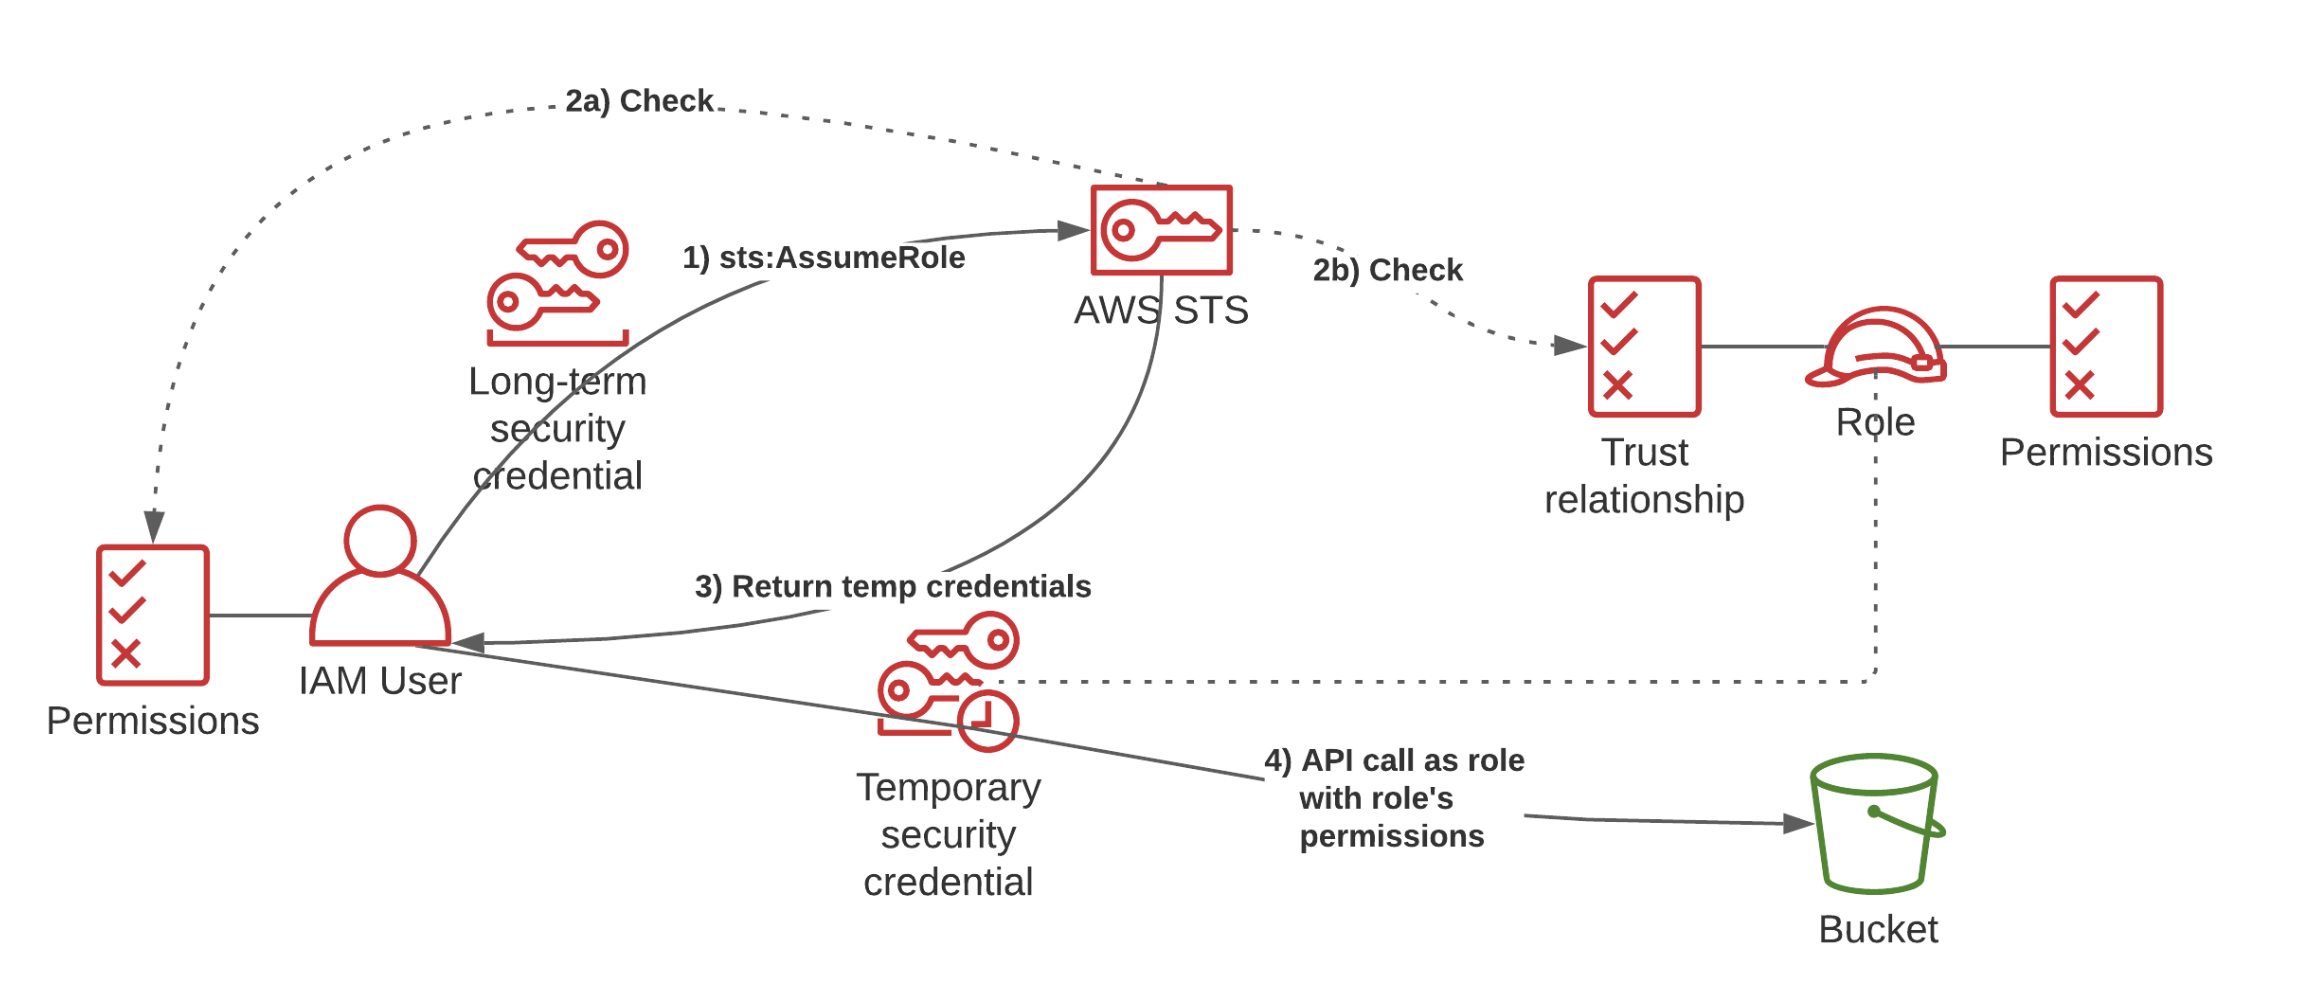 2a) Check
1) sts:AssumeRole
AWS STS
2b) Check
Long-term
security
credential
Trust
relationship
Role
Permissions
3) Return temp credentials
IAM User
Permissions
Temporary
security
credential
4) API call as role
with role's
permissions
Bucket